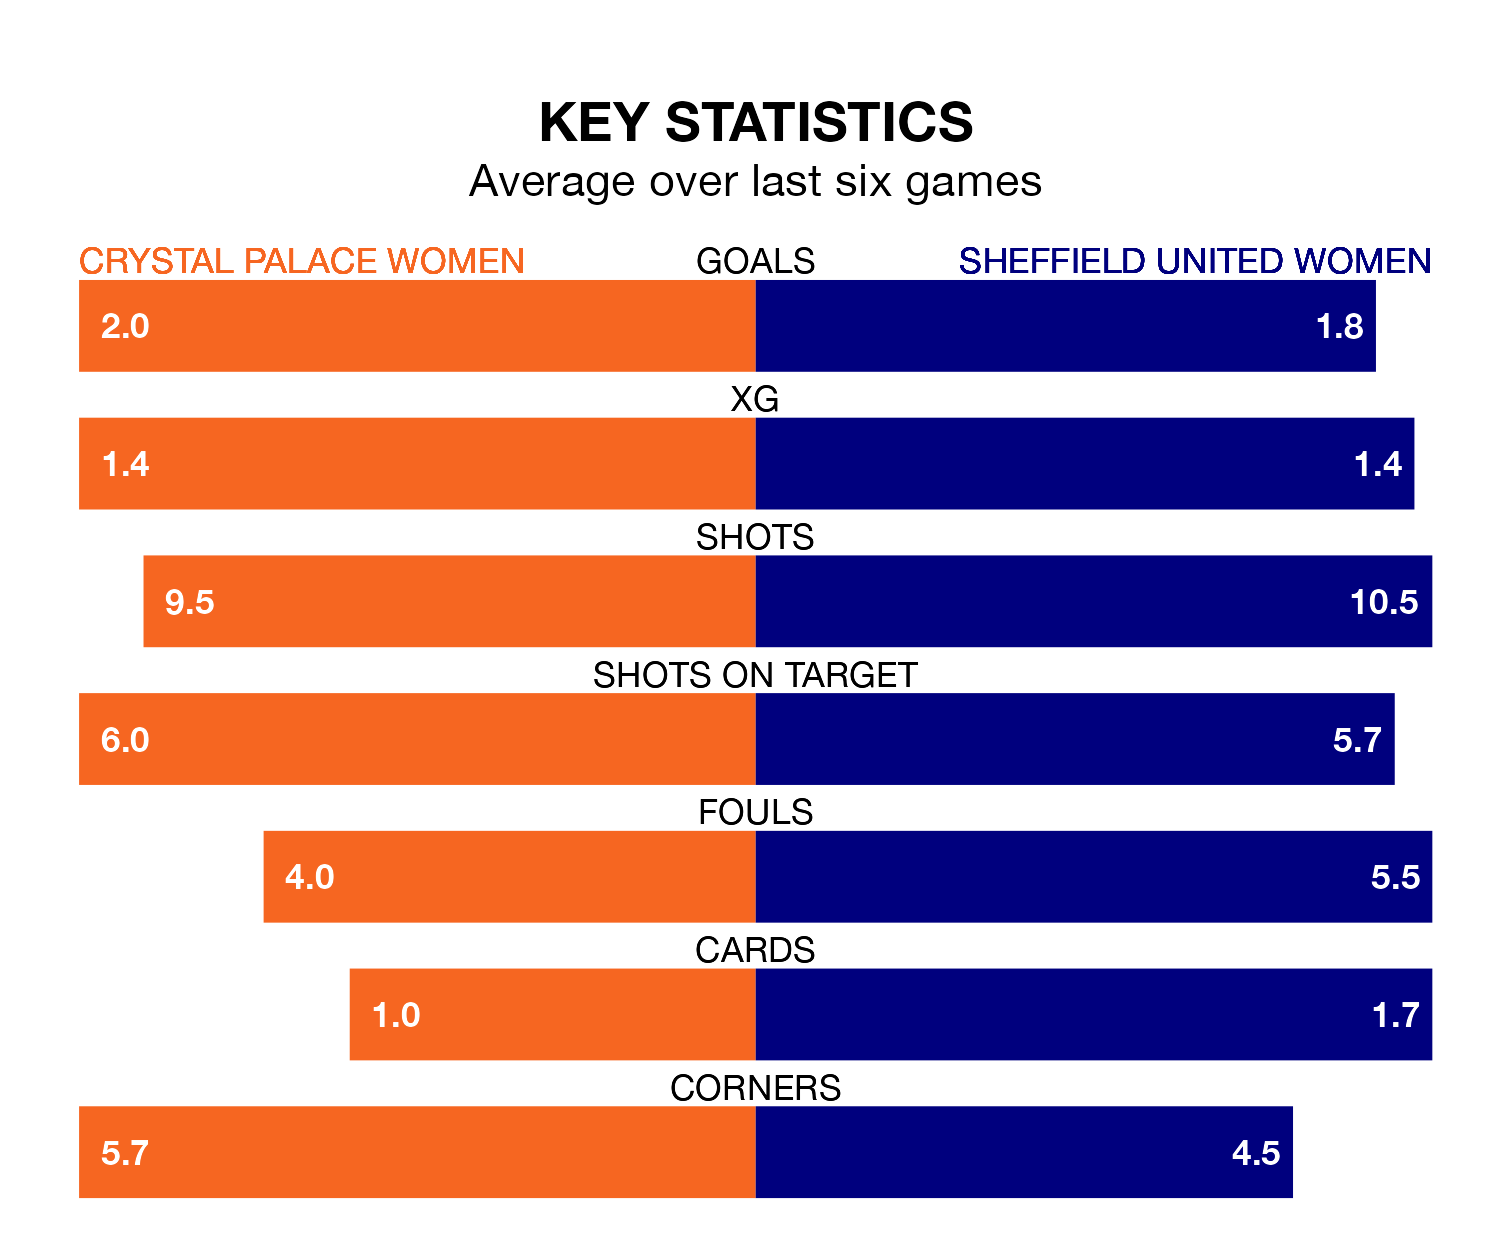 KEY STATISTICS
Average over last six games
CRYSTAL PALACE WOMEN GOALS SHEFFIELD UNITED WOMEN
2.0 1.8
XG
1.4 1.4
SHOTS
9.5 10.5
SHOTS ON TARGET
6.0 5.7
FOULS
4.0 5.5
CARDS
1.0 1.7
CORNERS
5.7 4.5